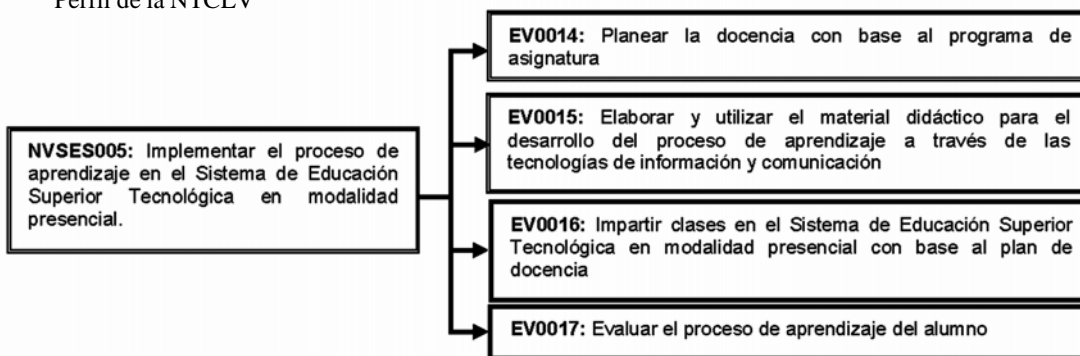 Perfil de la NTCLV
NVSES005: Implementar el proceso de
aprendizaje en el Sistema de Educación
Superior Tecnológica en modalidad
presencial.
EV0014: Planear la docencia con base al programa de
asignatura
EV0015: Elaborar y utilizar el material didáctico para el
desarrollo del proceso de aprendizaje a través de las
tecnologías de información y comunicación
EV0016: Impartir clases en el Sistema de Educación Superior
Tecnológica en modalidad presencial con base al plan de
docencia
EV0017: Evaluar el proceso de aprendizaje del alumno